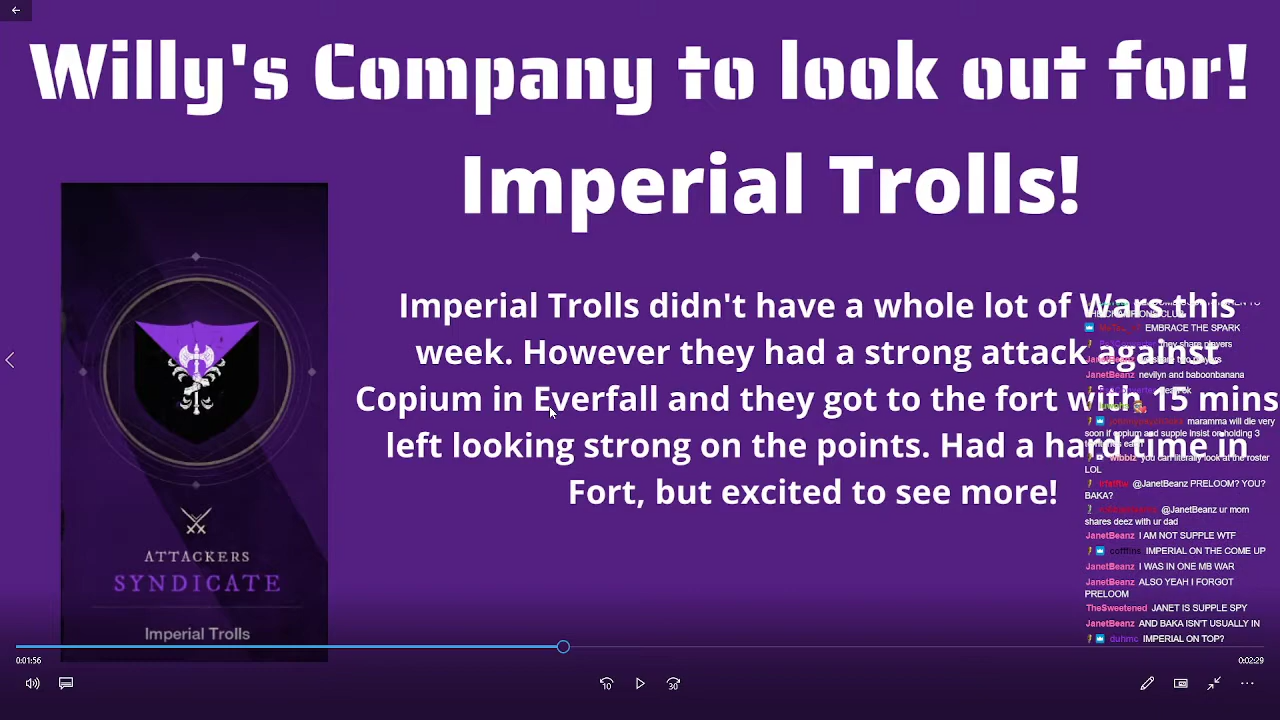 Willy's Company to look out for!
Imperial Trolls!
Imperial Trolls didn't have a whole lot of Wars this
week. However they had a strong attack against
Copium in Everfall and they got to the fort with 15 mins
left looking strong on the points. Had a hard time in
Fort, but excited to see more!
ATTACKERS
SYNDICATE
Imperial Trolls
EMBRACE THE SPARK
they share players
JanetBeanz nevilyn and baboonbanana
maramma will die very
soon if copium and supple insist on holding 3
wibblz you can literally look at the roster
LOL
@JanetBeanz PRELOOM? YOU?
BAKA?
@JanetBeanz ur mom
shares deez with ur dad
JanetBeanz I AM NOT SUPPLE WTF
cofffins IMPERIAL ON THE COME UP
JanetBeanz I WAS IN ONE MB WAR
JanetBeanz ALSO YEAH I FORGOT
PRELOOM
TheSweetened JANET IS SUPPLE SPY
JanetBeanz AND BAKA ISN'T USUALLY IN
duhmc IMPERIAL ON TOP?
0:01:56
0:02:29
10
30